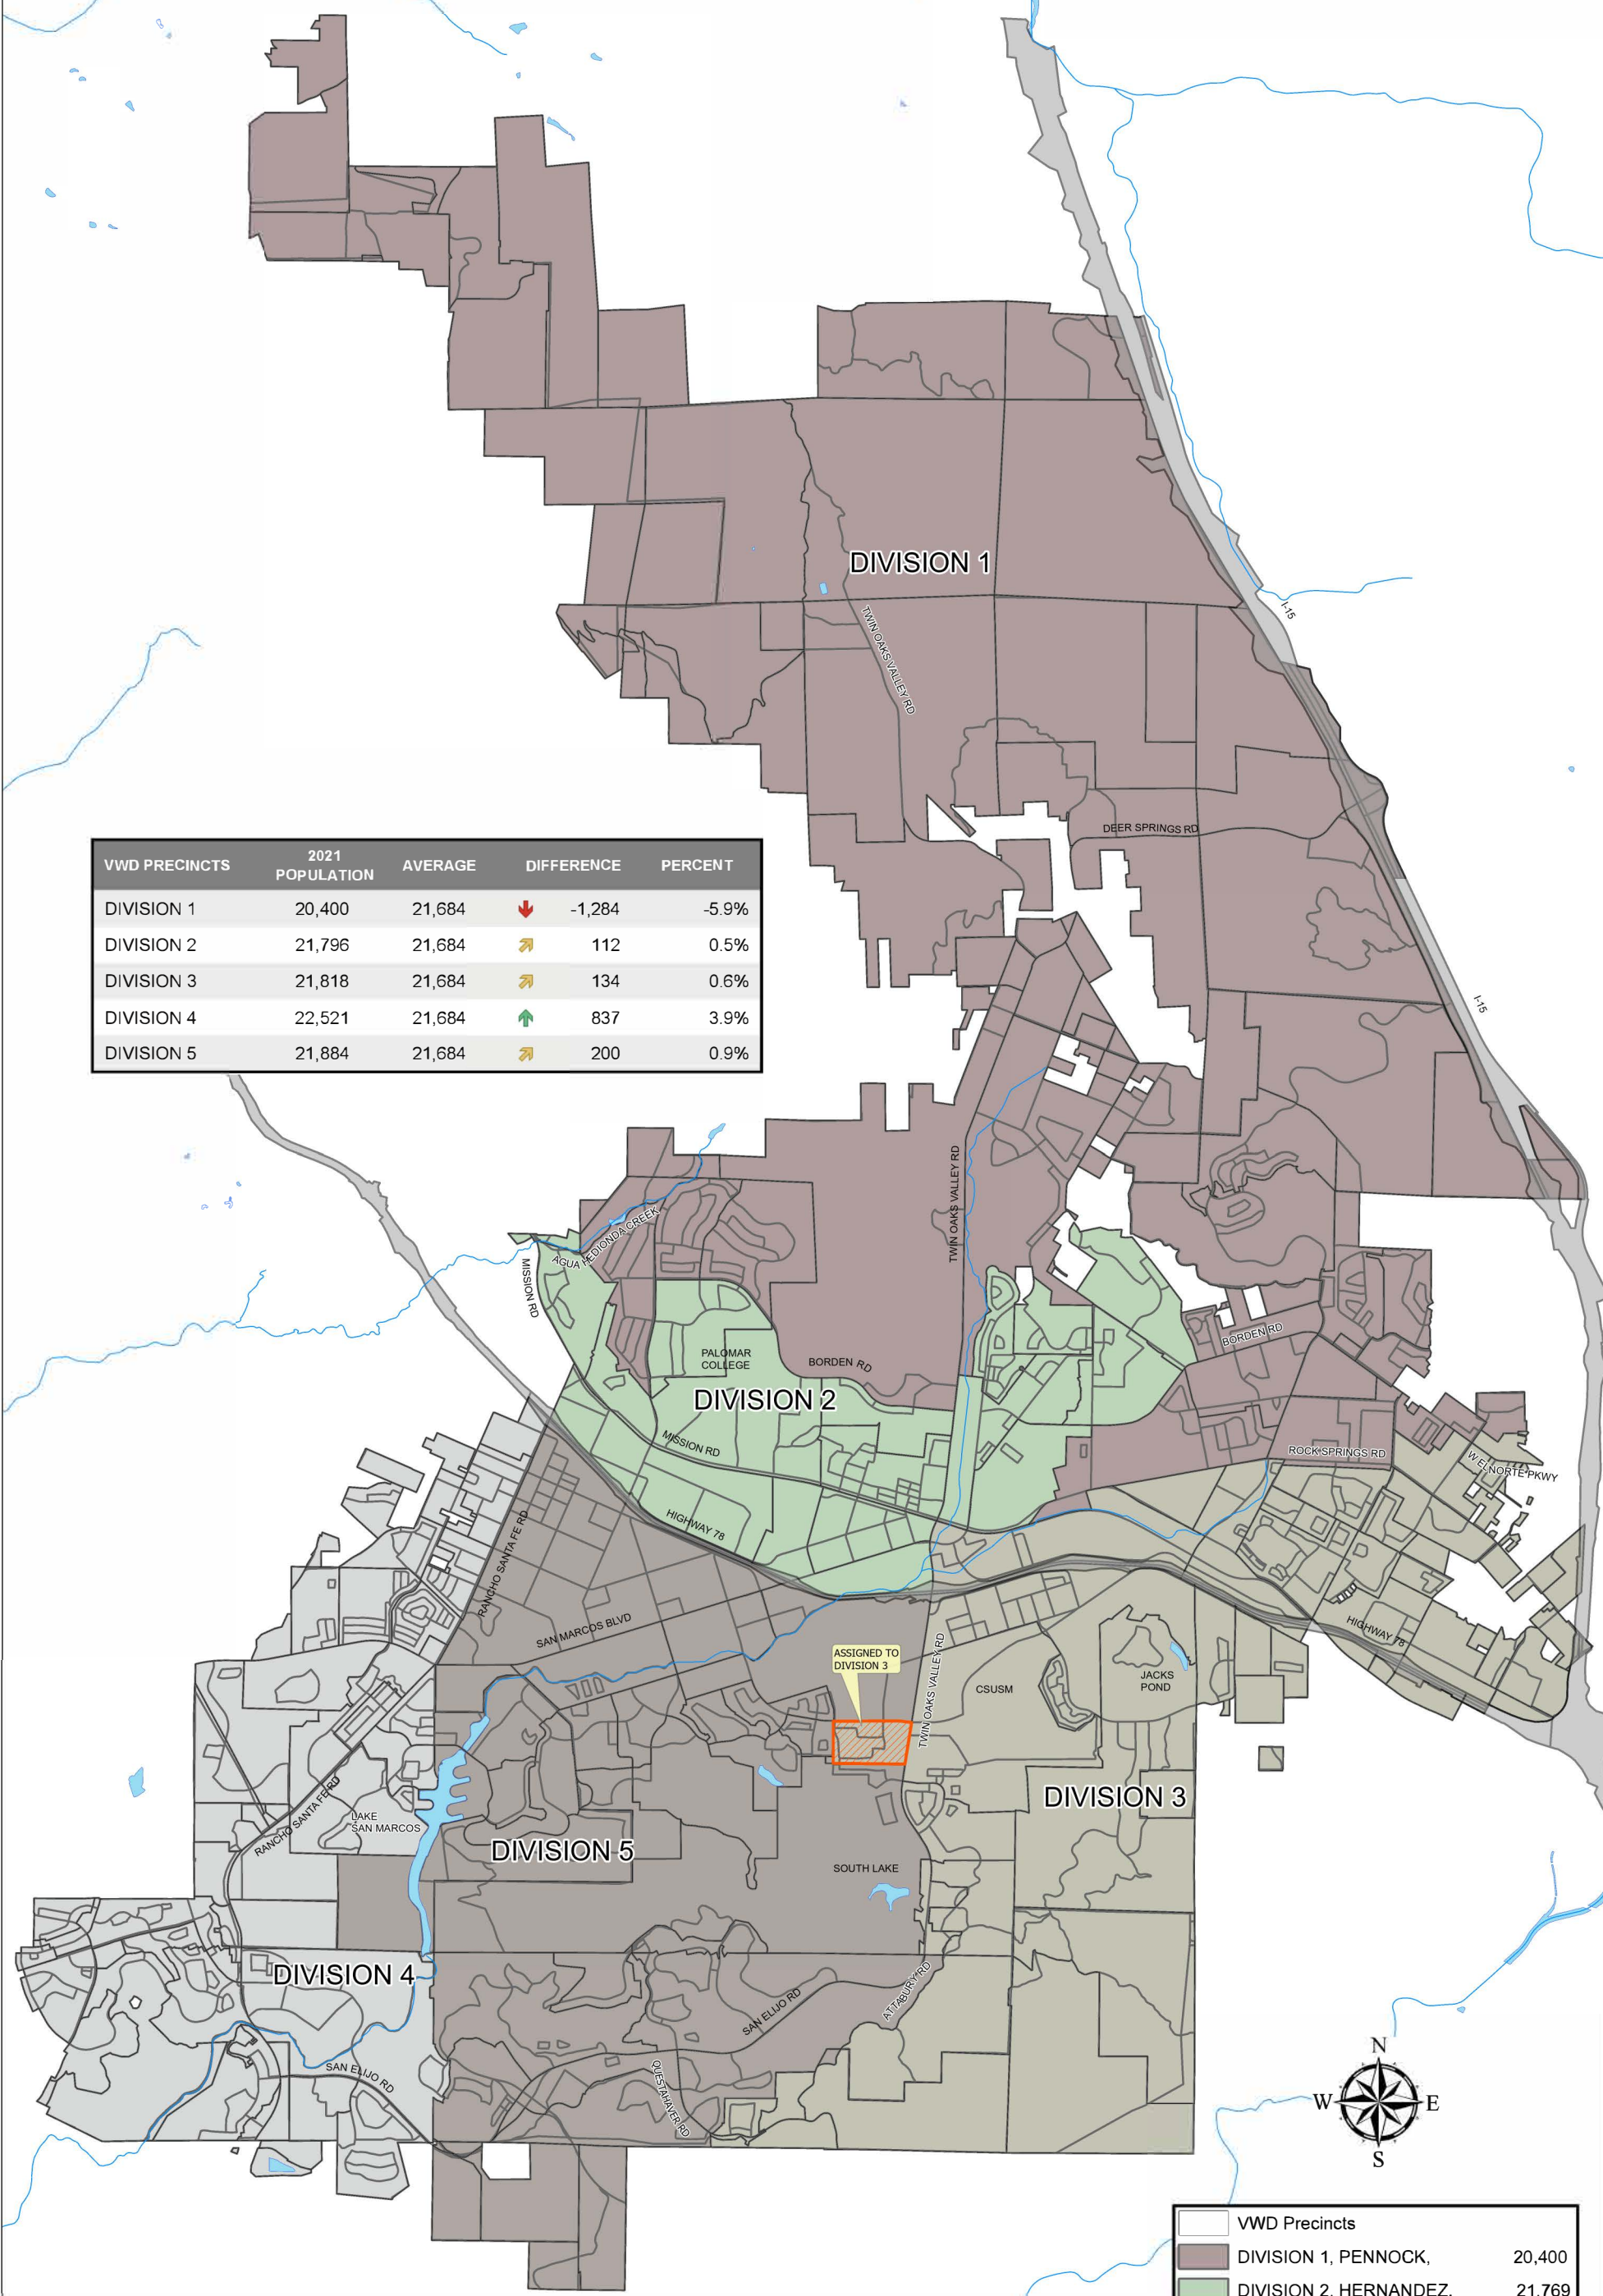 DIVISION 1
TWIN OAKS VALLEY RD
I-15
DEER SPRINGS RD
VWD PRECINCTS 2021 POPULATION AVERAGE DIFFERENCE PERCENT
DIVISION 1 20,400 21,684 -1,284 -5.9%
DIVISION 2 21,796 21,684 112 0.5%
DIVISION 3 21,818 21,684 134 0.6%
DIVISION 4 22,521 21,684 837 3.9%
DIVISION 5 21,884 21,684 200 0.9%
I-15
TWIN OAKS VALLEY RD
AGUA HEDIONDA CREEK
MISSION RD
BORDEN RD
PALOMAR
COLLEGE
BORDEN RD
DIVISION 2
MISSION RD
ROCK SPRINGS RD
W EL NORTE PKWY
HIGHWAY 78
RANCHO SANTA FE RD
SAN MARCOS BLVD
HIGHWAY 78
ASSIGNED TO
DIVISION 3
TWIN OAKS VALLEY RD
CSUSM
JACKS
POND
DIVISION 3
RANCHO SANTA FE RD
LAKE
SAN MARCOS
DIVISION 5
SOUTH LAKE
DIVISION 4
SAN ELIJO RD
ATTABURY RD
SAN ELIJO RD
QUESTAHAVER RD
N
W E
S
VWD Precincts
DIVISION 1, PENNOCK, 20,400
DIVISION 2, HERNANDEZ, 21,769